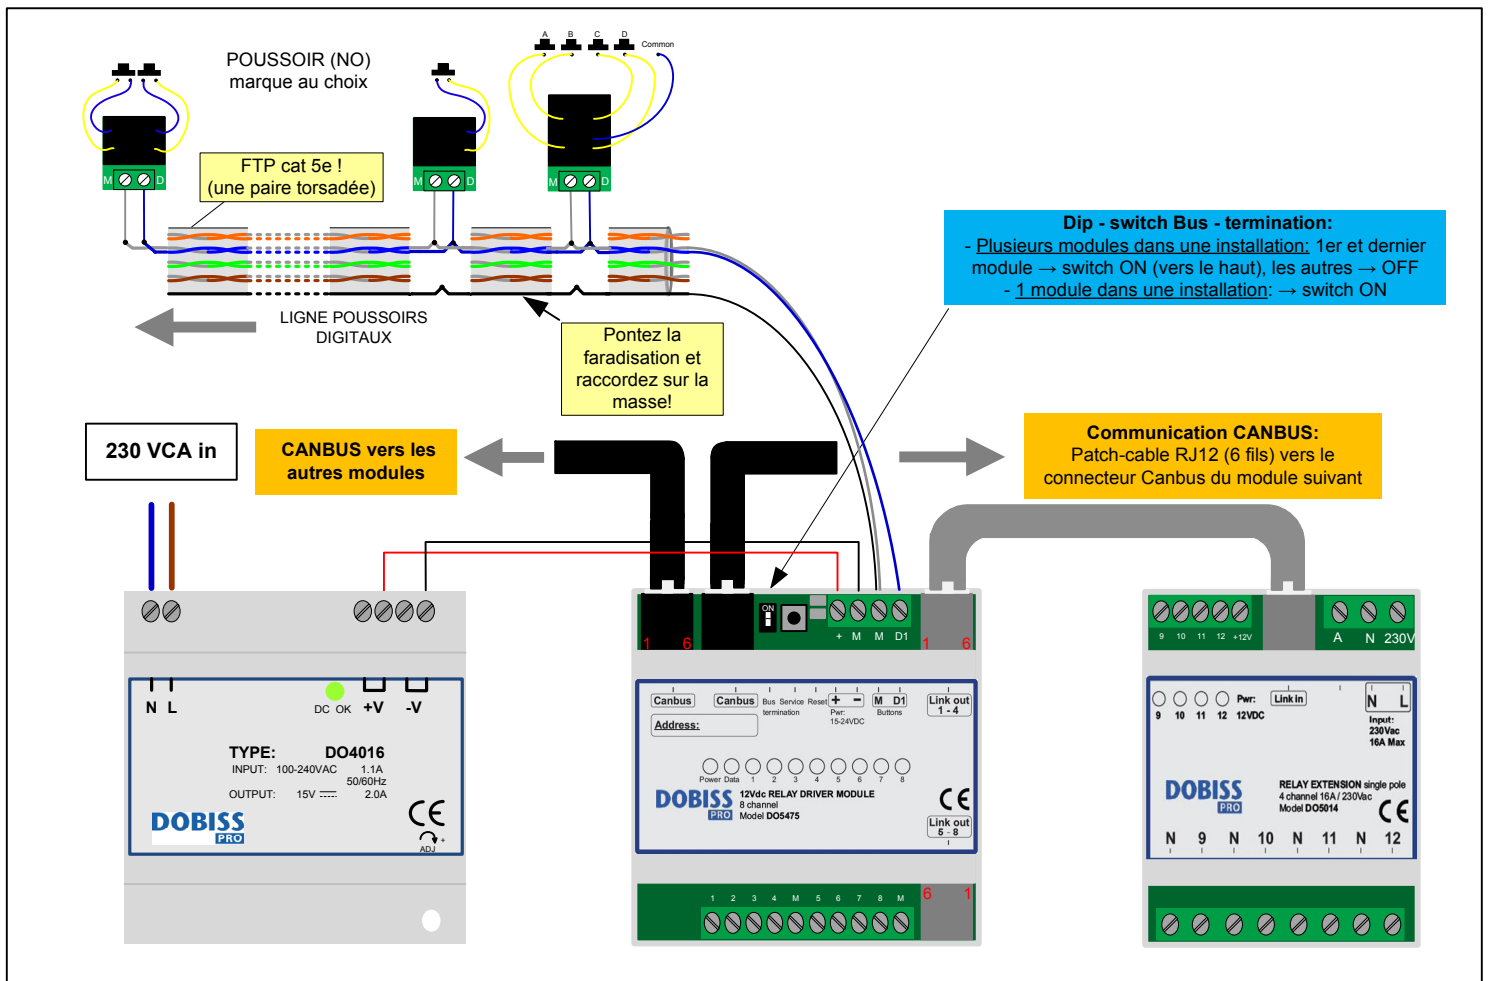 A B C D Common
POUSSOIR (NO)
marque au choix
M D
M D
M D
FTP cat 5e !
(une paire torsadée)
Dip - switch Bus - termination:
- Plusieurs modules dans une installation: 1er et dernier
module → switch ON (vers le haut), les autres → OFF
- 1 module dans une installation: → switch ON
LIGNE POUSSOIRS
DIGITAUX
Pontez la
faradisation et
raccordez sur la
masse!
230 VCA in
CANBUS vers les
autres modules
Communication CANBUS:
Patch-cable RJ12 (6 fils) vers le
connecteur Canbus du module suivant
N L
DC OK
+V -V
TYPE: DO4016
INPUT: 100-240VAC 1.1A
50/60Hz
OUTPUT: 15V 2.0A
DOBISS
PRO
CE
ADJ
+
ON
1 6
+ M M D1
1 6
Canbus Canbus Bus termination Service Reset + - M D1 Link out
1 - 4
Pwr:
15-24VDC
Buttons
Address:
Power Data 1 2 3 4 5 6 7 8
DOBISS
PRO
12Vdc RELAY DRIVER MODULE
8 channel
Model DO5475
CE
Link out
5 - 8
6 1
1 2 3 4 M 5 6 7 8 M
9 10 11 12 +12V
A N 230V
9 10 11 12
Pwr:
12VDC
Link in
N L
Input:
230Vac
16A Max
DOBISS
PRO
RELAY EXTENSION single pole
4 channel 16A / 230Vac
Model DO5014
CE
N 9 N 10 N 11 N 12